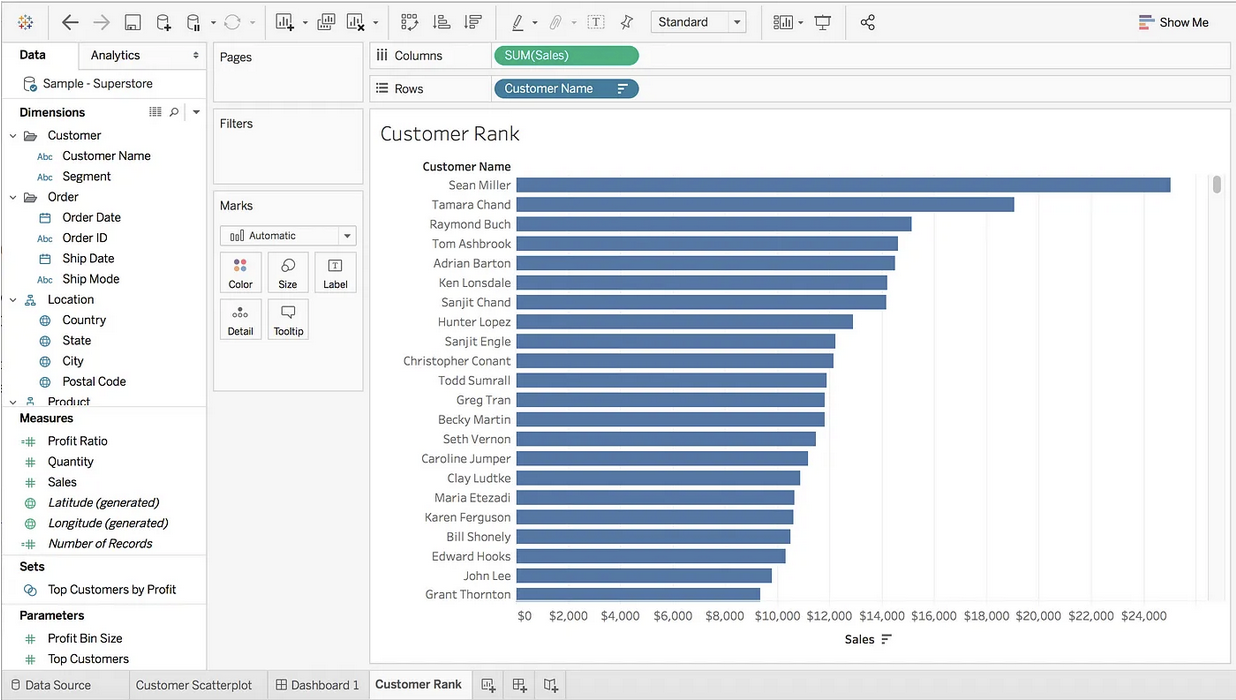 Standard
Show Me
Data
Analytics
Sample - Superstore
Dimensions
Customer
Abc Customer Name
Abc Segment
Order
Order Date
Abc Order ID
Ship Date
Abc Ship Mode
Location
Country
State
City
Postal Code
Product
Measures
Profit Ratio
Quantity
Sales
Latitude (generated)
Longitude (generated)
Number of Records
Sets
Top Customers by Profit
Parameters
Profit Bin Size
Top Customers
Pages
Filters
Marks
Automatic
Color
Size
Label
Detail
Tooltip
Columns
SUM(Sales)
Rows
Customer Name
Customer Rank
Customer Name
Sean Miller
Tamara Chand
Raymond Buch
Tom Ashbrook
Adrian Barton
Ken Lonsdale
Sanjit Chand
Hunter Lopez
Sanjit Engle
Christopher Conant
Todd Sumrall
Greg Tran
Becky Martin
Seth Vernon
Caroline Jumper
Clay Ludtke
Maria Etezadi
Karen Ferguson
Bill Shonely
Edward Hooks
John Lee
Grant Thornton
$0 $2,000 $4,000 $6,000 $8,000 $10,000 $12,000 $14,000 $16,000 $18,000 $20,000 $22,000 $24,000
Sales
Data Source
Customer Scatterplot
Dashboard 1
Customer Rank